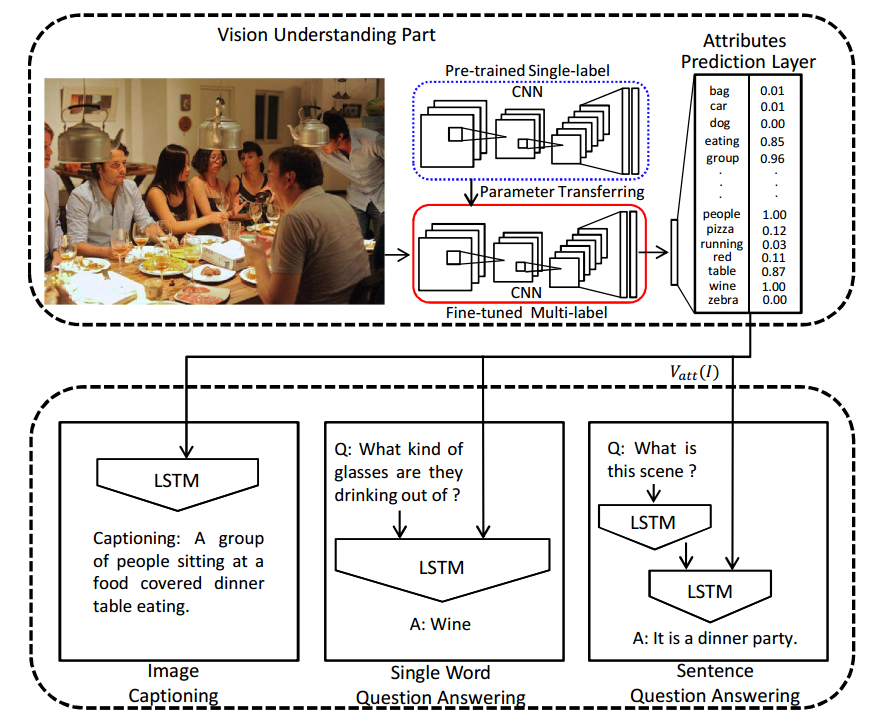 Vision Understanding Part
Attributes
Prediction Layer
Pre-trained Single-label
CNN
Parameter Transferring
CNN
Fine-tuned Multi-label
bag 0.01
car 0.01
dog 0.00
eating 0.85
group 0.96
. .
. .
. .
people 1.00
pizza 0.12
running 0.03
red 0.11
table 0.87
wine 1.00
zebra 0.00
V_att(I)
LSTM
Captioning: A group
of people sitting at a
food covered dinner
table eating.
Image
Captioning
Q: What kind of
glasses are they
drinking out of ?
LSTM
A: Wine
Single Word
Question Answering
Q: What is
this scene ?
LSTM
LSTM
A: It is a dinner party.
Sentence
Question Answering